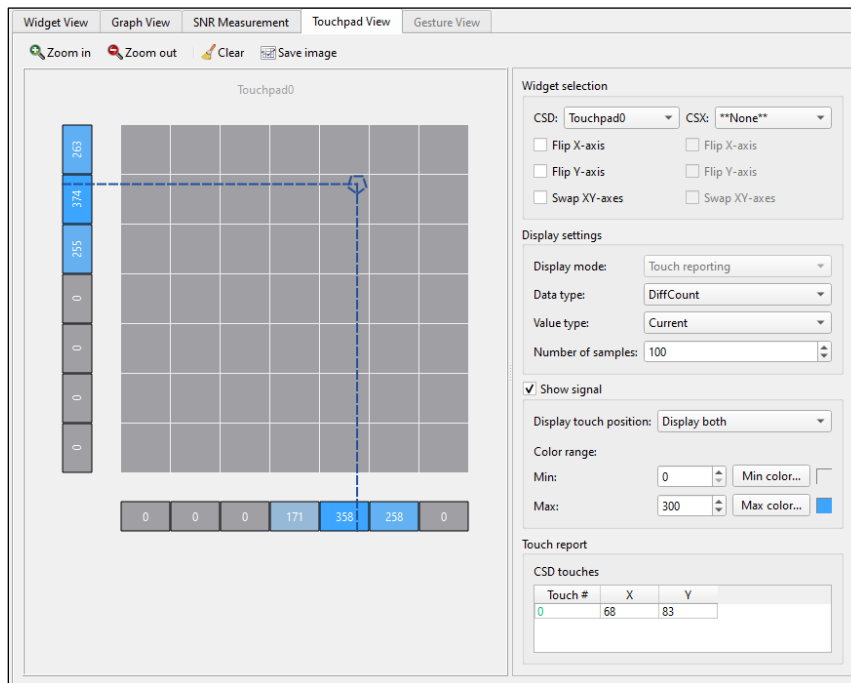 Widget View Graph View SNR Measurement Touchpad View Gesture View
Zoom in Zoom out Clear Save image
Touchpad0
263
374
255
0
0
0
0
0 0 0 171 358 258 0
Widget selection
CSD: Touchpad0 CSX: **None**
Flip X-axis Flip X-axis
Flip Y-axis Flip Y-axis
Swap XY-axes Swap XY-axes
Display settings
Display mode: Touch reporting
Data type: DiffCount
Value type: Current
Number of samples: 100
Show signal
Display touch position: Display both
Color range:
Min: 0 Min color...
Max: 300 Max color...
Touch report
CSD touches
Touch # X Y
0 68 83